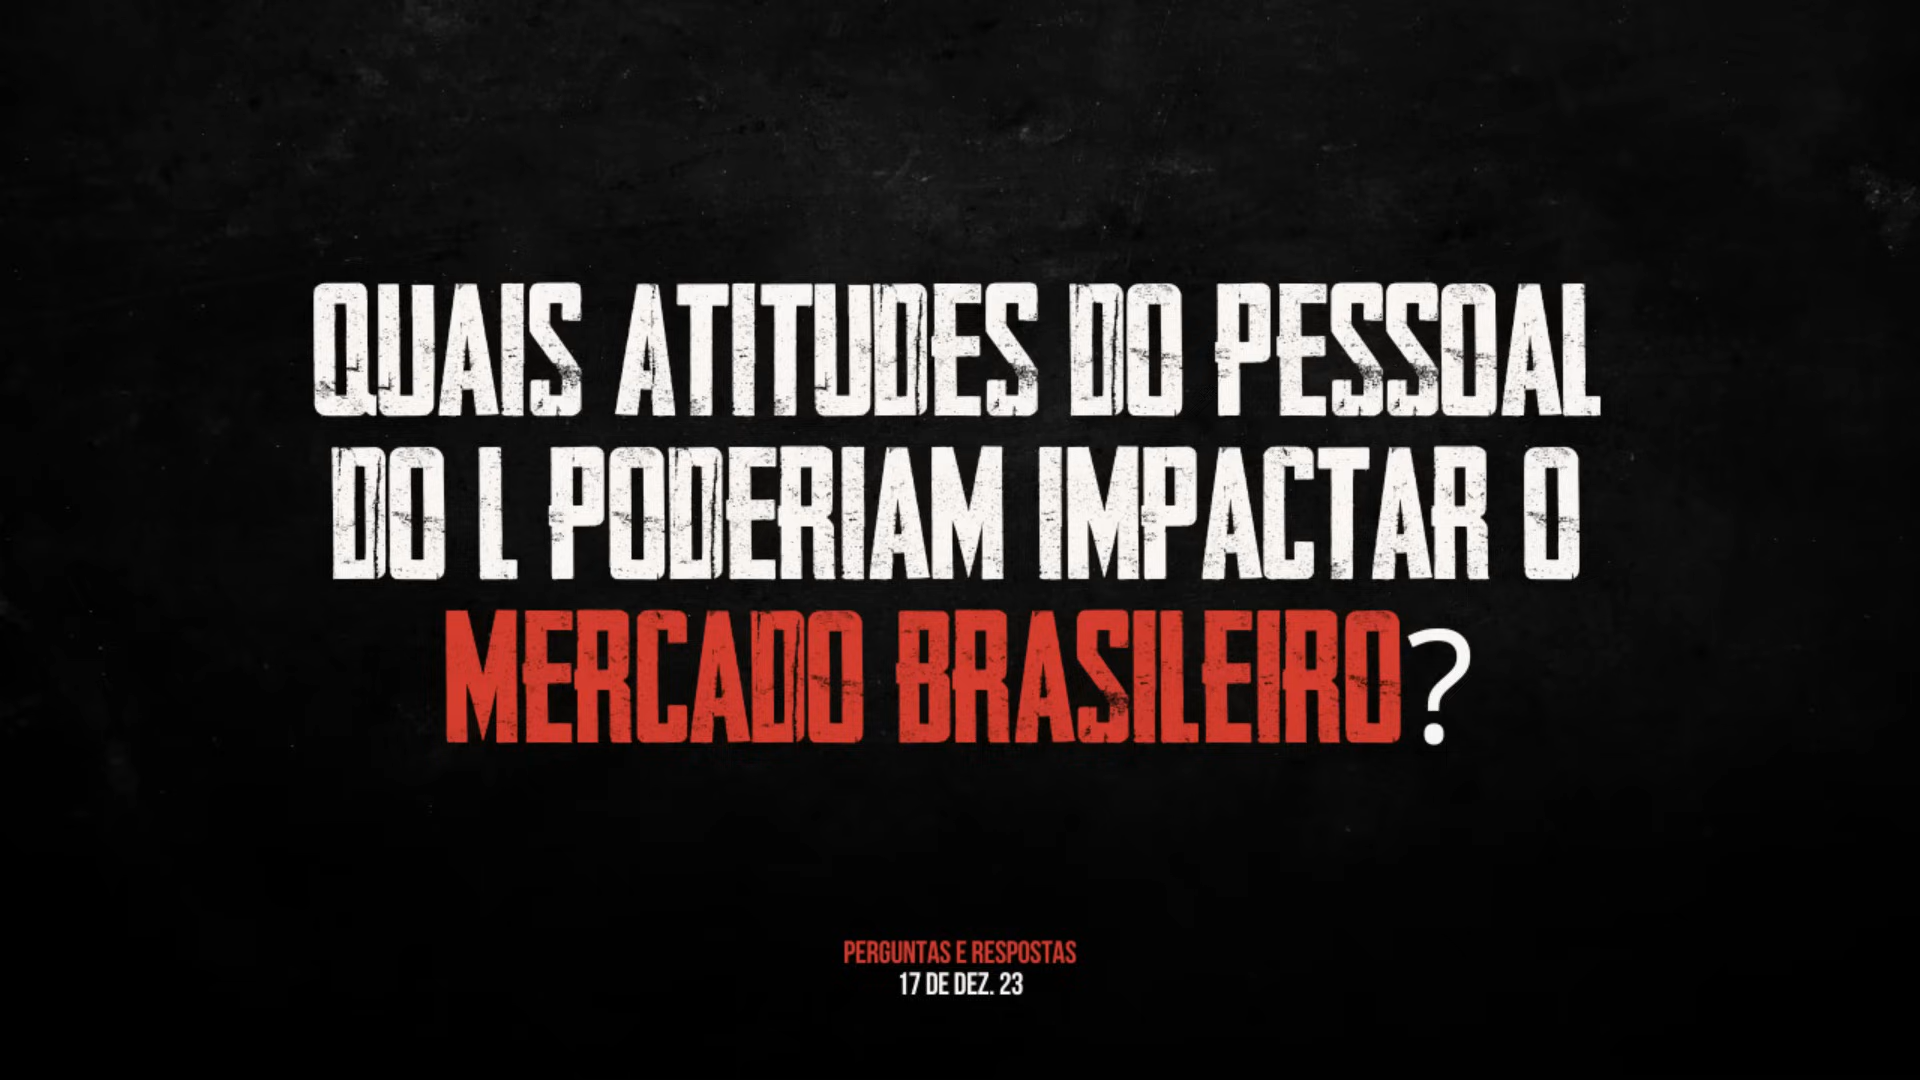 QUAIS ATITUDES DO PESSOAL
DO L PODERIAM IMPACTAR O
MERCADO BRASILEIRO?
PERGUNTAS E RESPOSTAS
17 DE DEZ. 23